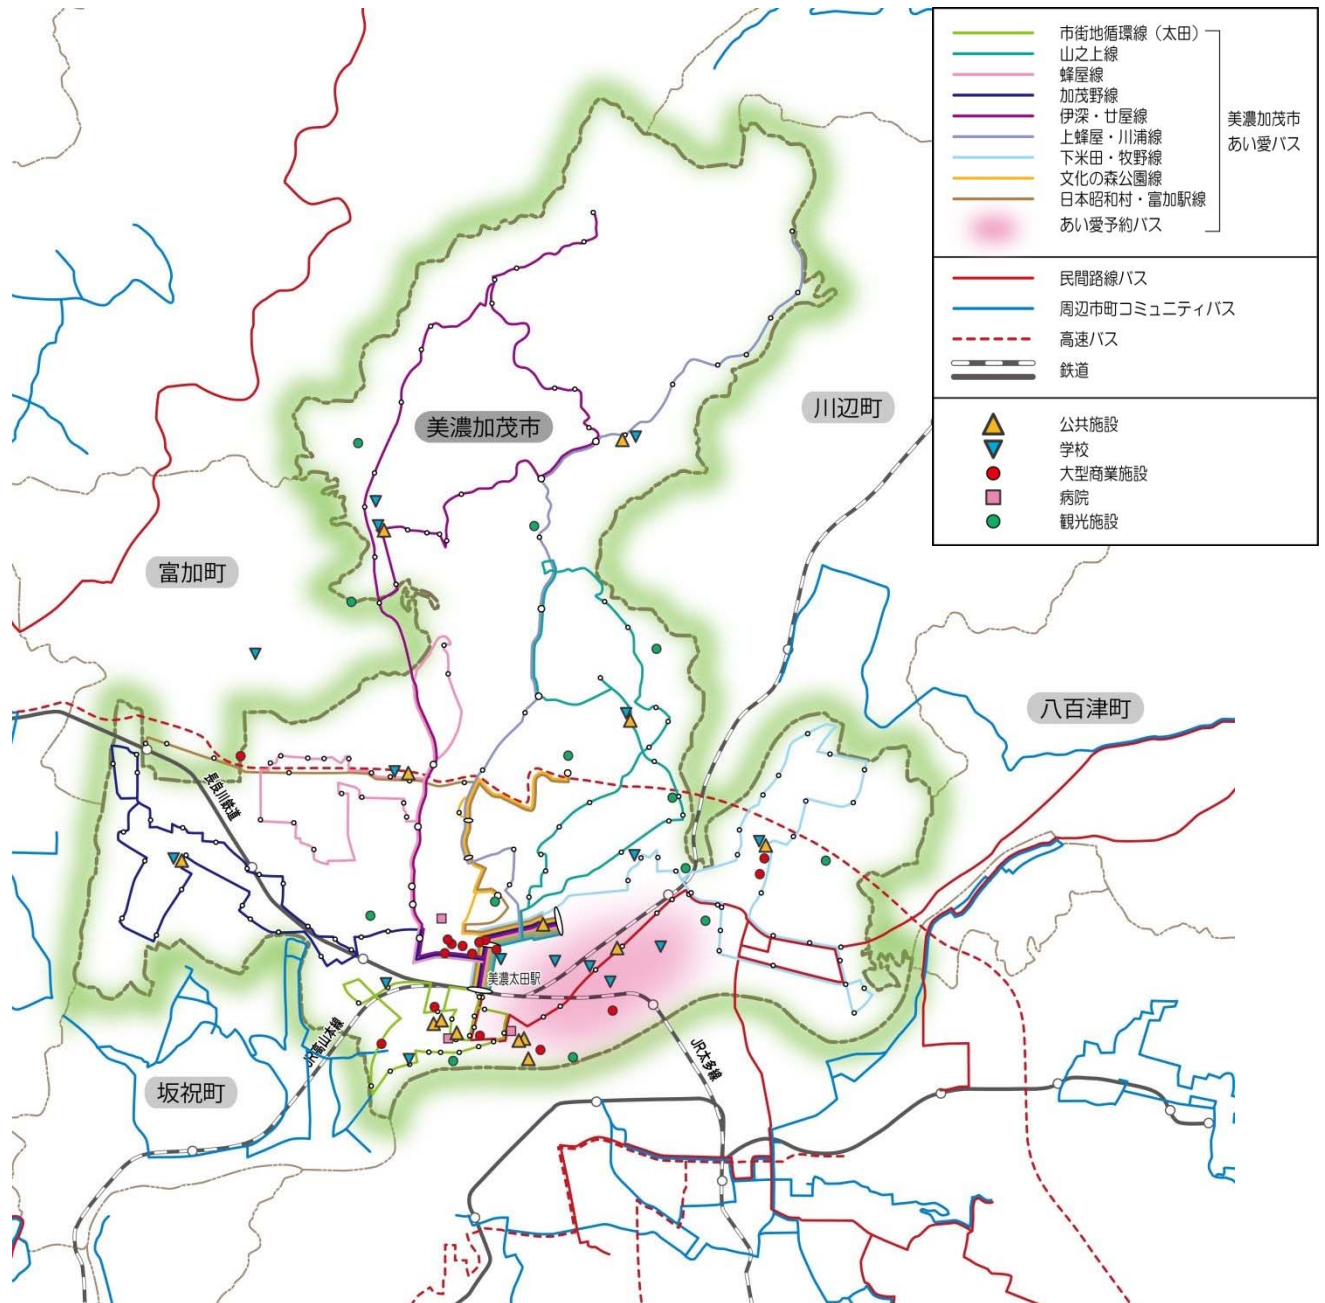 市街地循環線（太田）
山之上線
蜂屋線
加茂野線
伊深・廿屋線
上蜂屋・川浦線
下米田・牧野線
文化の森公園線
日本昭和村・富加駅線
あい愛予約バス
美濃加茂市
あい愛バス
民間路線バス
周辺市町コミュニティバス
高速バス
鉄道
公共施設
学校
大型商業施設
病院
観光施設
美濃加茂市
川辺町
富加町
八百津町
長良川鉄道
美濃太田駅
JR高山本線
JR太多線
坂祝町